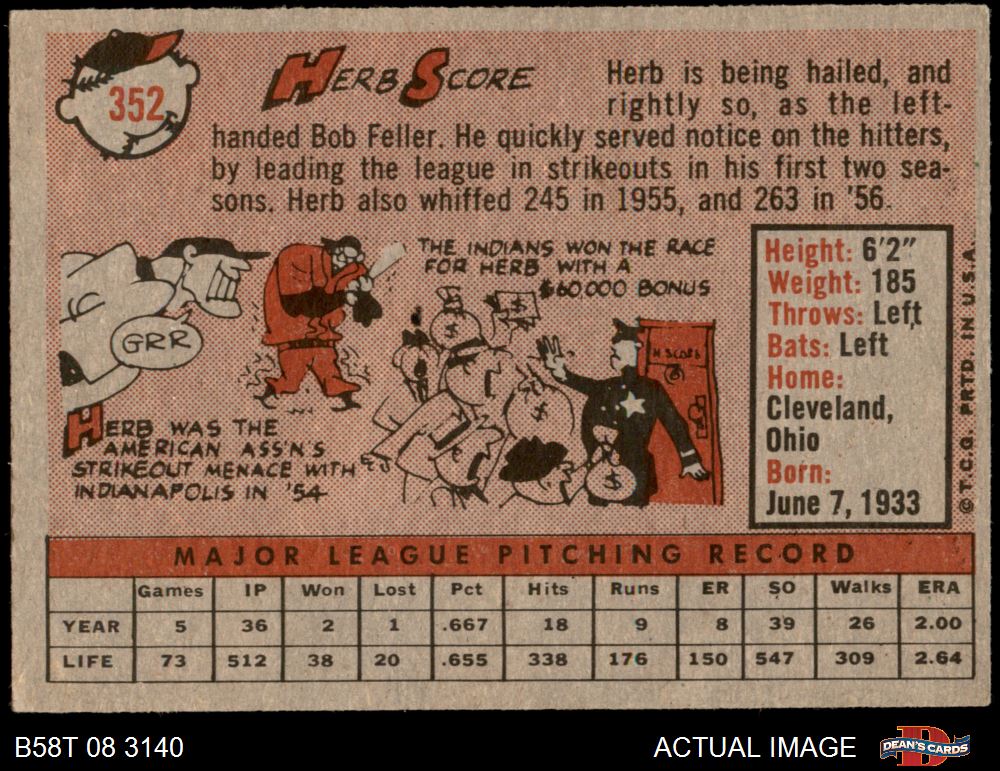 352
HERB SCORE
Herb is being hailed, and
rightly so, as the left-
handed Bob Feller. He quickly served notice on the hitters,
by leading the league in strikeouts in his first two sea-
sons. Herb also whiffed 245 in 1955, and 263 in '56.
GRR
HERB WAS THE
AMERICAN ASS'N'S
STRIKEOUT MENACE WITH
INDIANAPOLIS IN '54
THE INDIANS WON THE RACE
FOR HERB WITH A
$60,000 BONUS
$
$
$
$
$
H. SCORE
Height: 6'2"
Weight: 185
Throws: Left
Bats: Left
Home:
Cleveland,
Ohio
Born:
June 7, 1933
© T.C.G. PRTD. IN U.S.A.
MAJOR LEAGUE PITCHING RECORD
Games IP Won Lost Pct Hits Runs ER SO Walks ERA
YEAR 5 36 2 1 .667 18 9 8 39 26 2.00
LIFE 73 512 38 20 .655 338 176 150 547 309 2.64
B58T 08 3140
ACTUAL IMAGE
D
DEAN'S CARDS